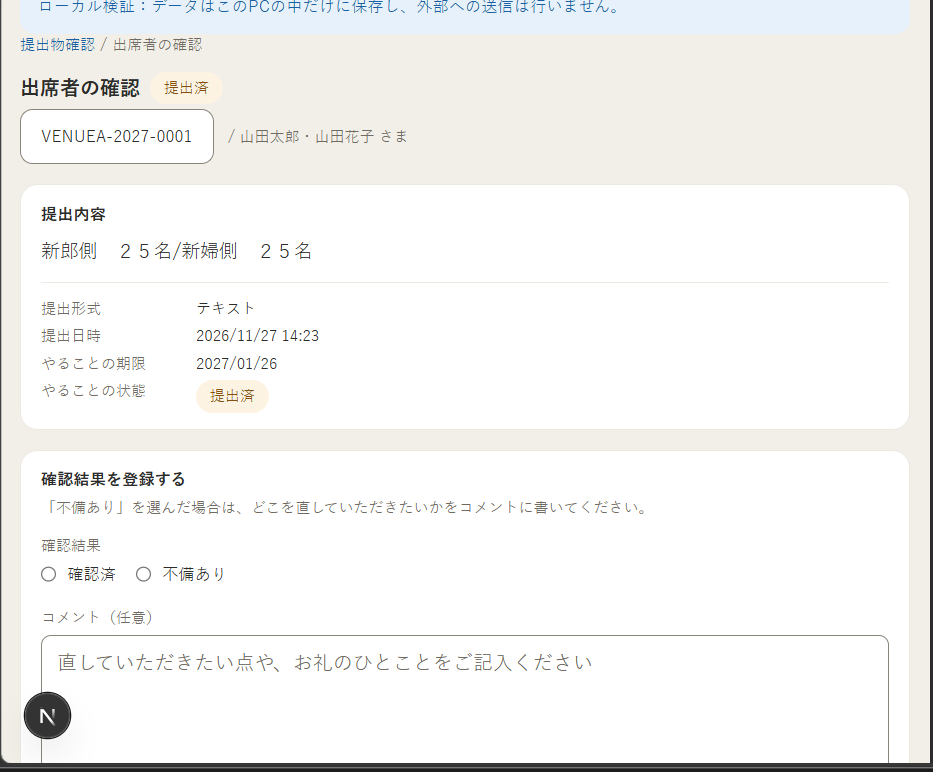 ローカル検証：データはこのPCの中だけに保存し、外部への送信は行いません。
提出物確認 / 出席者の確認
出席者の確認 提出済
VENUEA-2027-0001 / 山田太郎・山田花子 さま
提出内容
新郎側　２５名/新婦側　２５名
提出形式 テキスト
提出日時 2026/11/27 14:23
やることの期限 2027/01/26
やることの状態 提出済
確認結果を登録する
「不備あり」を選んだ場合は、どこを直していただきたいかをコメントに書いてください。
確認結果
確認済 不備あり
コメント（任意）
直していただきたい点や、お礼のひとことをご記入ください
N